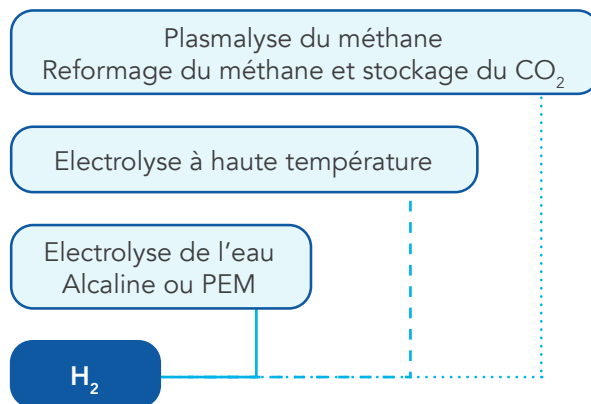 Plasmalyse du méthane
Reformage du méthane et stockage du CO₂
Electrolyse à haute température
Electrolyse de l'eau
Alcaline ou PEM
H₂